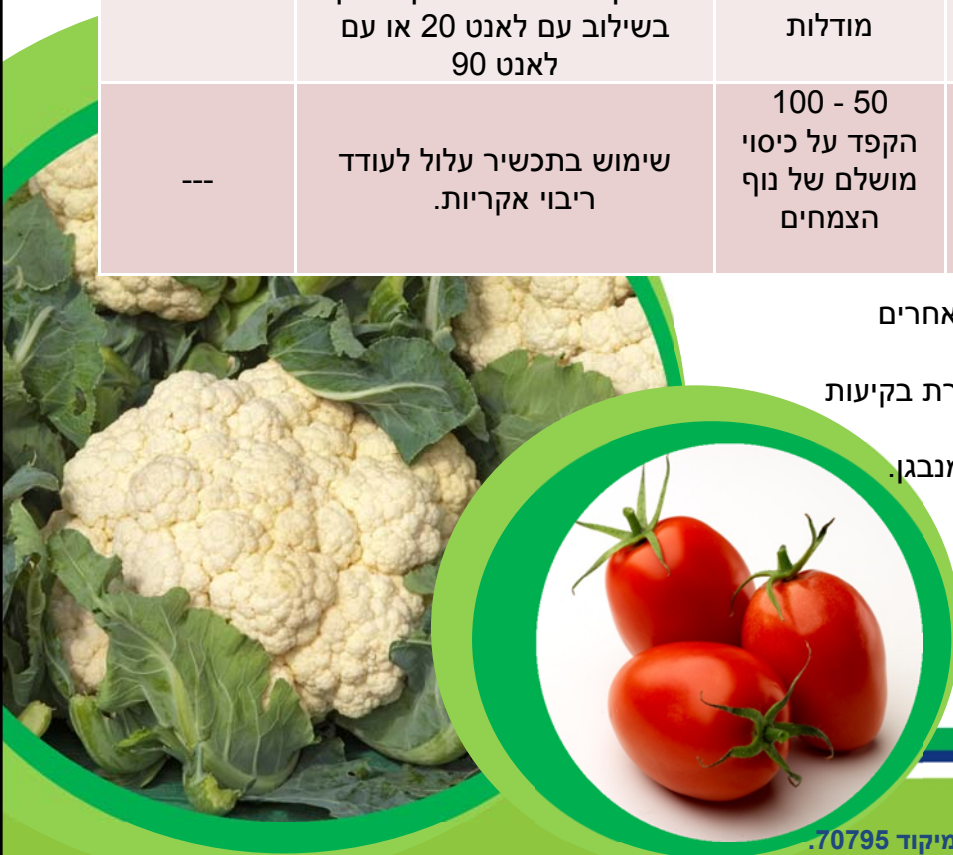 מודלות
בשילוב עם לאנט 20 או עם
לאנט 90
50 - 100
הקפד על כיסוי
מושלם של נוף
הצמחים
שימוש בתכשיר עלול לעודד
ריבוי אקריות.
---
אחרים
רת בקיעות
מנבגן.
מיקוד 70795.